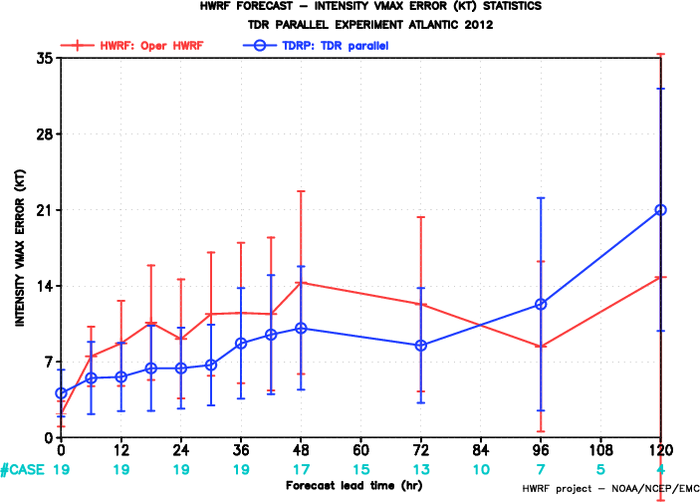 HWRF FORECAST – INTENSITY VMAX ERROR (KT) STATISTICS
TDR PARALLEL EXPERIMENT ATLANTIC 2012
HWRF: Oper HWRF TDRP: TDR parallel
35
28
21
14
7
0
INTENSITY VMAX ERROR (KT)
0 12 24 36 48 60 72 84 96 108 120
#CASE 19 19 19 19 17 15 13 10 7 5 4
Forecast lead time (hr)
HWRF project – NOAA/NCEP/EMC